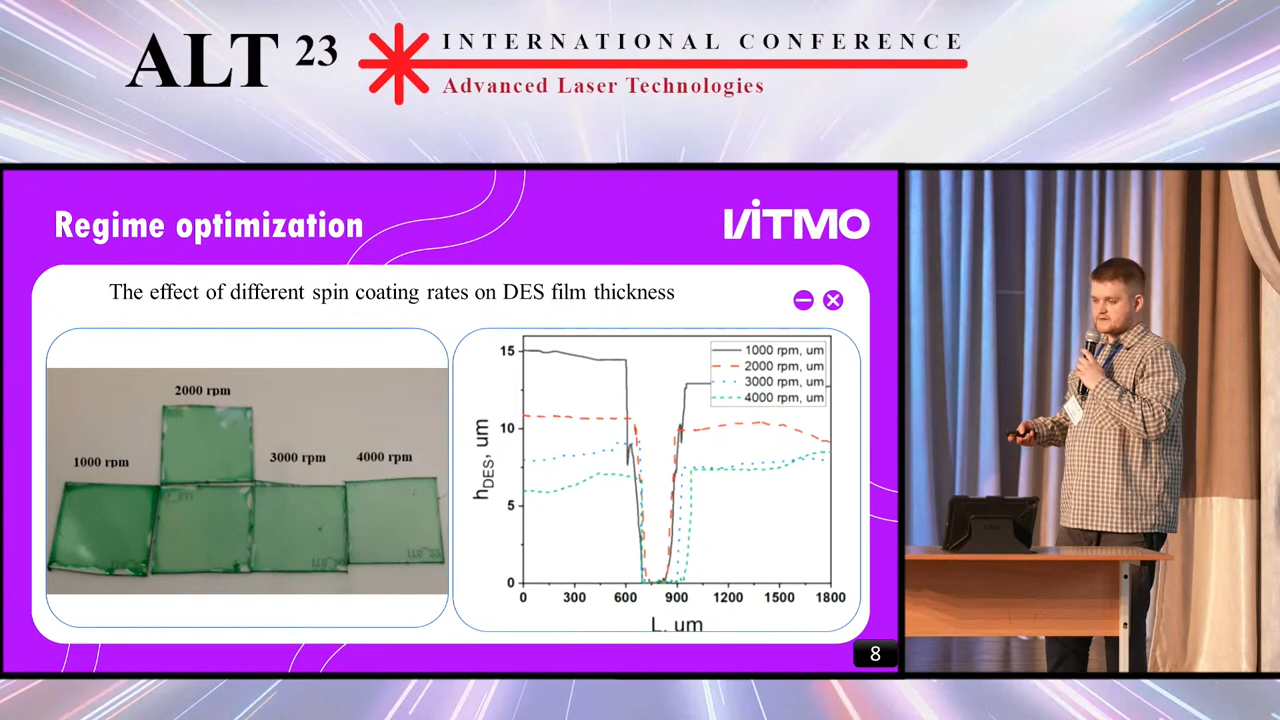 ALT 23
INTERNATIONAL CONFERENCE
Advanced Laser Technologies
Regime optimization
ITMO
The effect of different spin coating rates on DES film thickness
2000 rpm
1000 rpm
3000 rpm
4000 rpm
15
10
5
0
hDES, um
1000 rpm, um
2000 rpm, um
3000 rpm, um
4000 rpm, um
0 300 600 900 1200 1500 1800
L, um
8